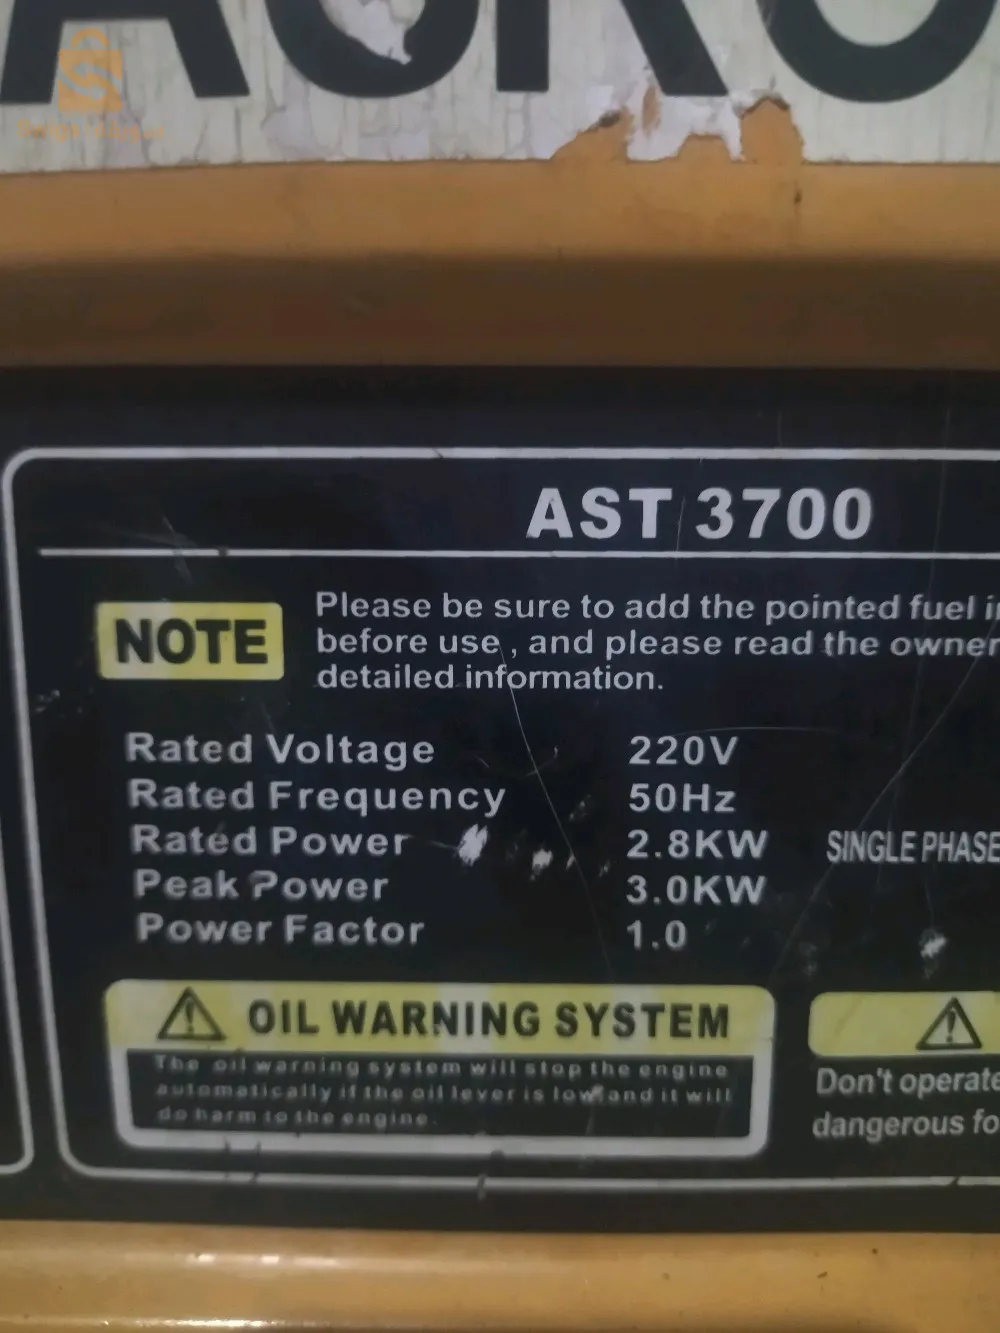 AST 3700
NOTE
Please be sure to add the pointed fuel
before use, and please read the owner
detailed information.
Rated Voltage 220V
Rated Frequency 50Hz
Rated Power 2.8KW SINGLE PHASE
Peak Power 3.0KW
Power Factor 1.0
OIL WARNING SYSTEM
The oil warning system will stop the engine
automatically if the oil lever is low and it will
do harm to the engine.
Don't operate
dangerous fo